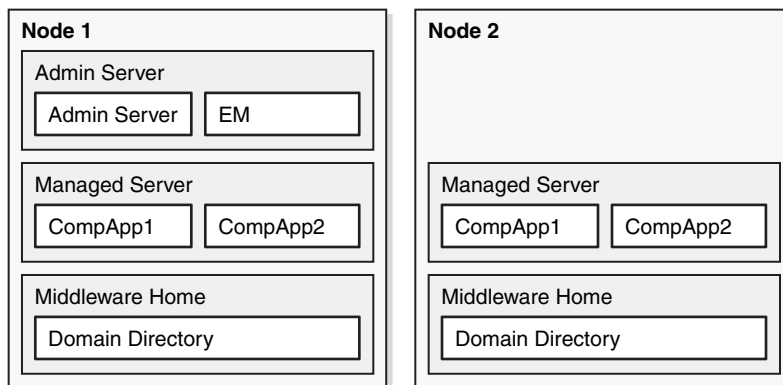 Node 1
Admin Server
Admin Server
EM
Managed Server
CompApp1
CompApp2
Middleware Home
Domain Directory
Node 2
Managed Server
CompApp1
CompApp2
Middleware Home
Domain Directory